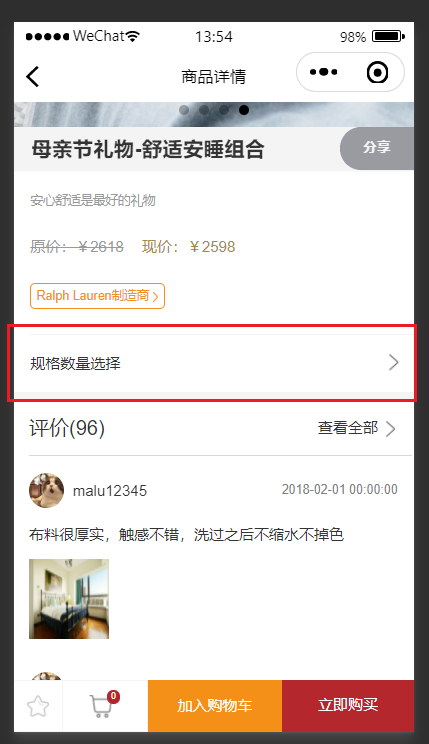 WeChat 13:54 98%
商品详情
母亲节礼物-舒适安睡组合 分享
安心舒适是最好的礼物
原价：￥2618 现价：￥2598
Ralph Lauren制造商
规格数量选择
评价(96) 查看全部
malu12345 2018-02-01 00:00:00
布料很厚实，触感不错，洗过之后不缩水不掉色
0
加入购物车 立即购买